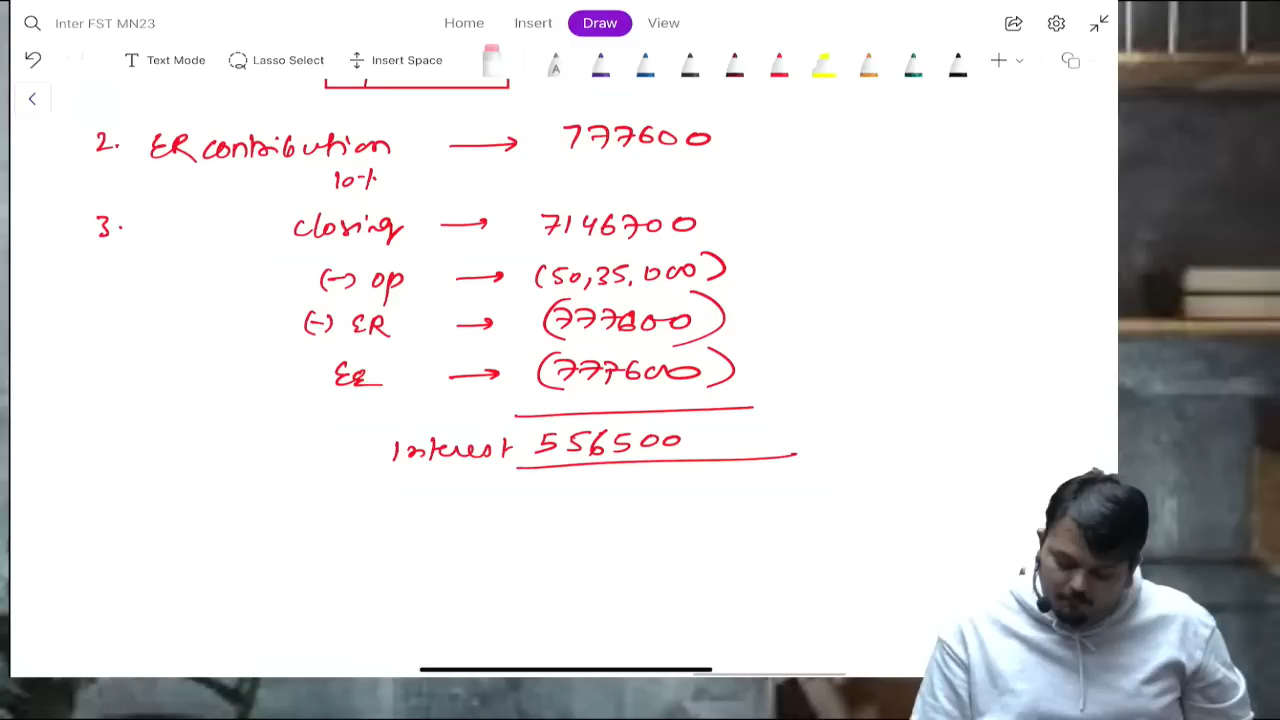 Inter FST MN23
Home Insert Draw View
Text Mode Lasso Select Insert Space
2. ER contribution → 777600
10%
3. closing → 7146700
(-) op → (50,35,000)
(-) ER → (777600)
EE → (777600)
Interest 556500